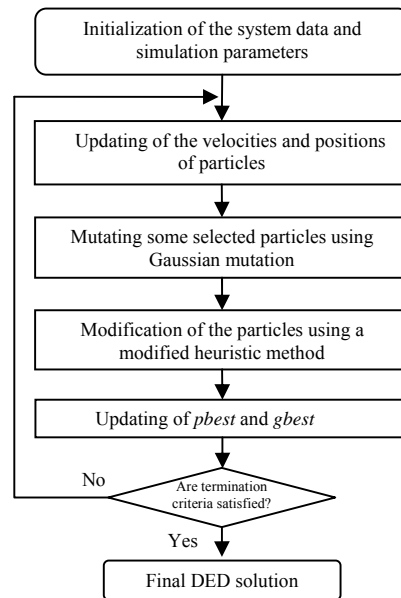 Initialization of the system data and
simulation parameters
Updating of the velocities and positions
of particles
Mutating some selected particles using
Gaussian mutation
Modification of the particles using a
modified heuristic method
Updating of pbest and gbest
No
Are termination
criteria satisfied?
Yes
Final DED solution